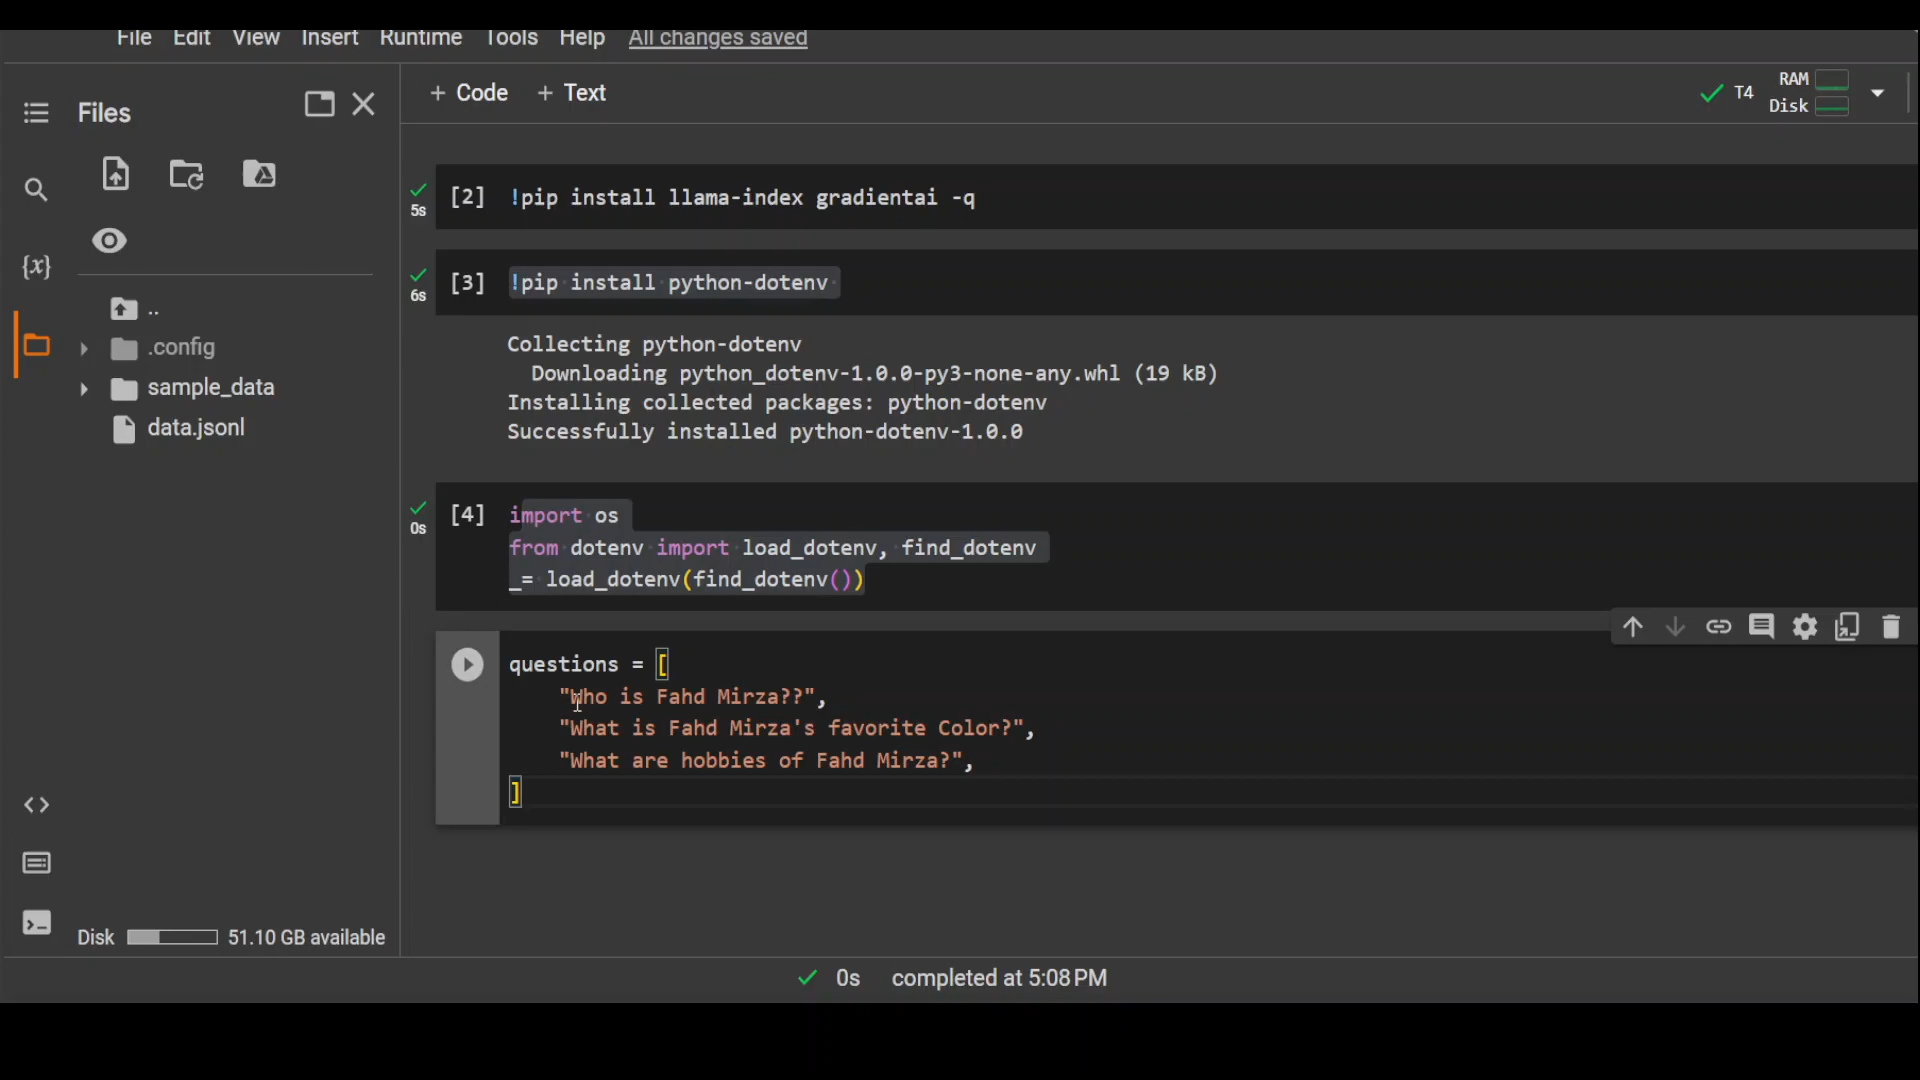 File Edit View Insert Runtime Tools Help All changes saved
Files
+ Code + Text
T4 RAM
Disk
{x}
..
.config
sample_data
data.jsonl
5s [2] !pip install llama-index gradientai -q
6s [3] !pip install python-dotenv
Collecting python-dotenv
Downloading python_dotenv-1.0.0-py3-none-any.whl (19 kB)
Installing collected packages: python-dotenv
Successfully installed python-dotenv-1.0.0
0s [4] import os
from dotenv import load_dotenv, find_dotenv
_= load_dotenv(find_dotenv())
questions = [
"Who is Fahd Mirza??",
"What is Fahd Mirza's favorite Color?",
"What are hobbies of Fahd Mirza?",
]
Disk 51.10 GB available
0s completed at 5:08 PM